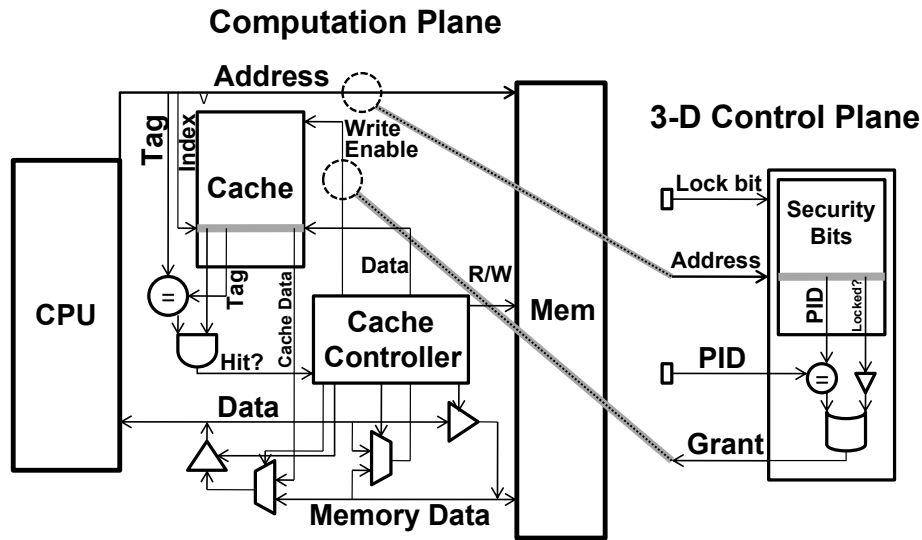 Computation Plane
Address
Write
Enable
Tag
Index
Cache
3-D Control Plane
Lock bit
Security
Bits
Address
PID
Locked?
=
Tag
Cache Data
Data
R/W
CPU
Mem
Cache
Controller
Hit?
PID
=
Data
Grant
Memory Data